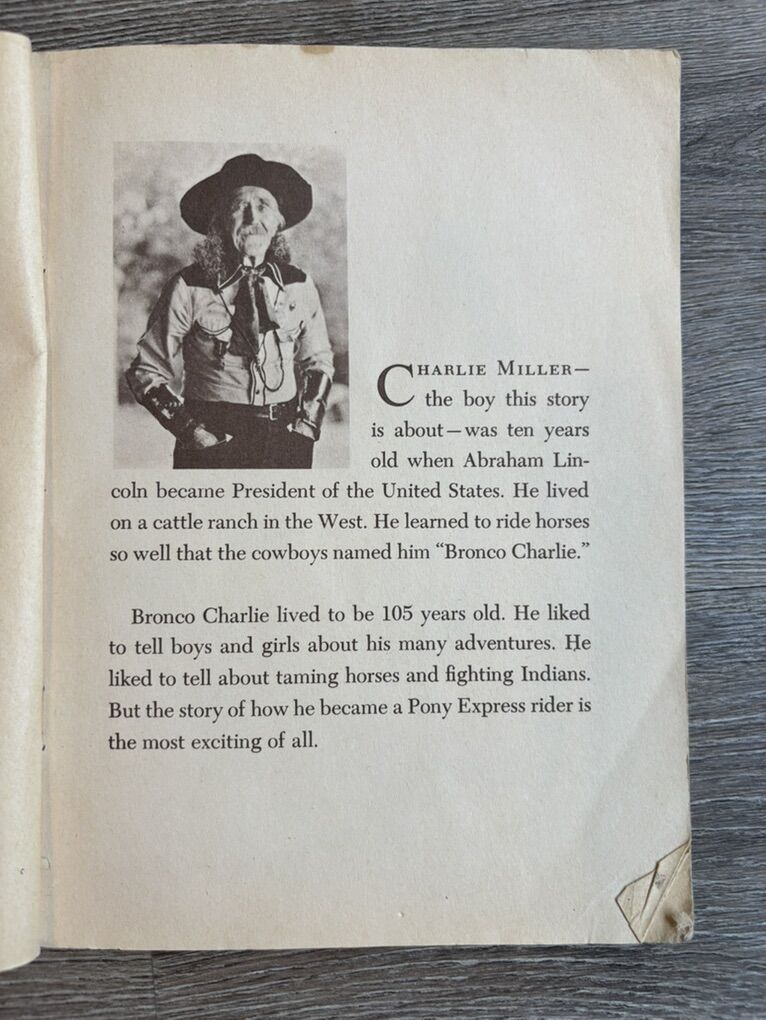 CHARLIE MILLER—
the boy this story
is about—was ten years
old when Abraham Lin-
coln became President of the United States. He lived
on a cattle ranch in the West. He learned to ride horses
so well that the cowboys named him “Bronco Charlie.”
Bronco Charlie lived to be 105 years old. He liked
to tell boys and girls about his many adventures. He
liked to tell about taming horses and fighting Indians.
But the story of how he became a Pony Express rider is
the most exciting of all.